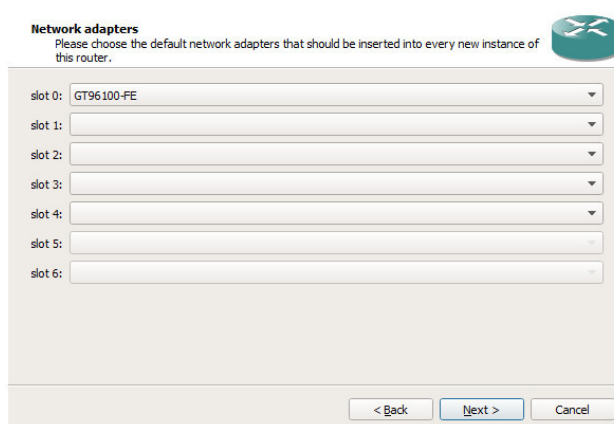 Network adapters
Please choose the default network adapters that should be inserted into every new instance of
this router.
slot 0: GT96100-FE
slot 1:
slot 2:
slot 3:
slot 4:
slot 5:
slot 6:
< Back Next > Cancel